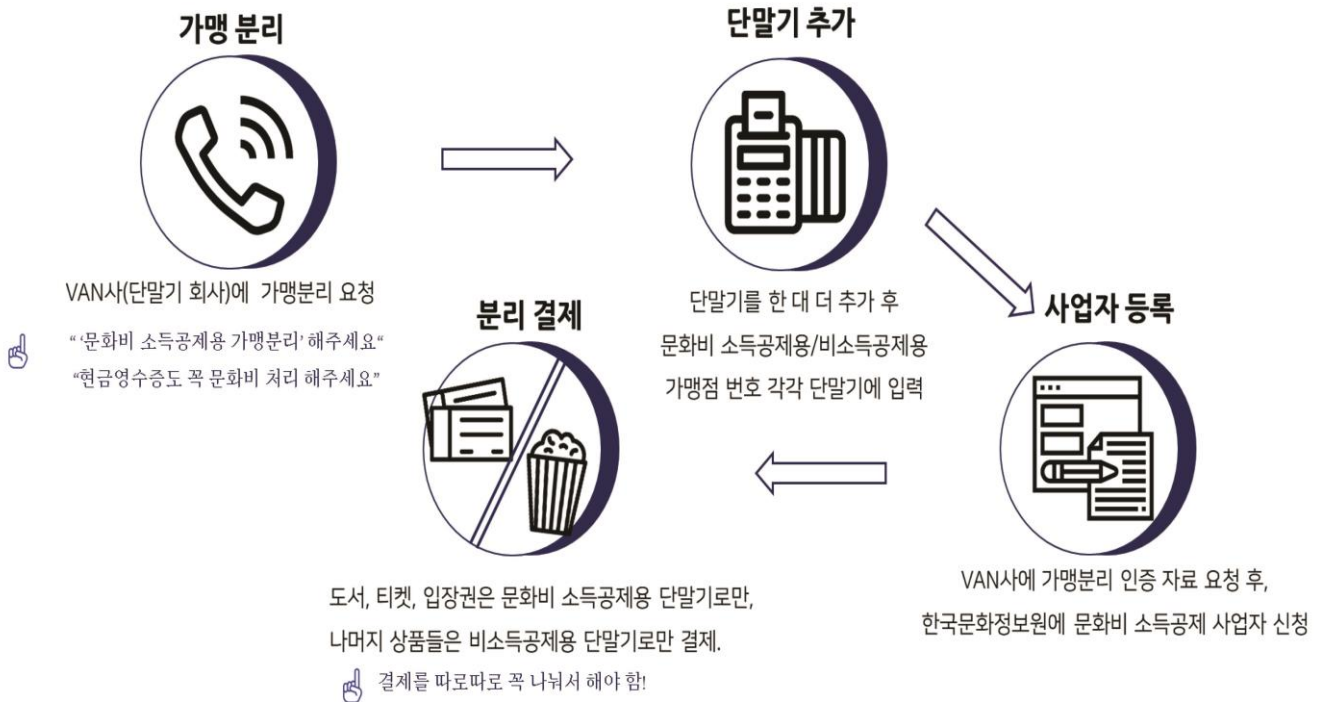 가맹 분리
VAN사(단말기 회사)에 가맹분리 요청
“ ‘문화비 소득공제용 가맹분리’ 해주세요“
“현금영수증도 꼭 문화비 처리 해주세요”
단말기 추가
단말기를 한 대 더 추가 후
문화비 소득공제용/비소득공제용
가맹점 번호 각각 단말기에 입력
사업자 등록
VAN사에 가맹분리 인증 자료 요청 후,
한국문화정보원에 문화비 소득공제 사업자 신청
분리 결제
도서, 티켓, 입장권은 문화비 소득공제용 단말기로만,
나머지 상품들은 비소득공제용 단말기로만 결제.
결제를 따로따로 꼭 나눠서 해야 함!